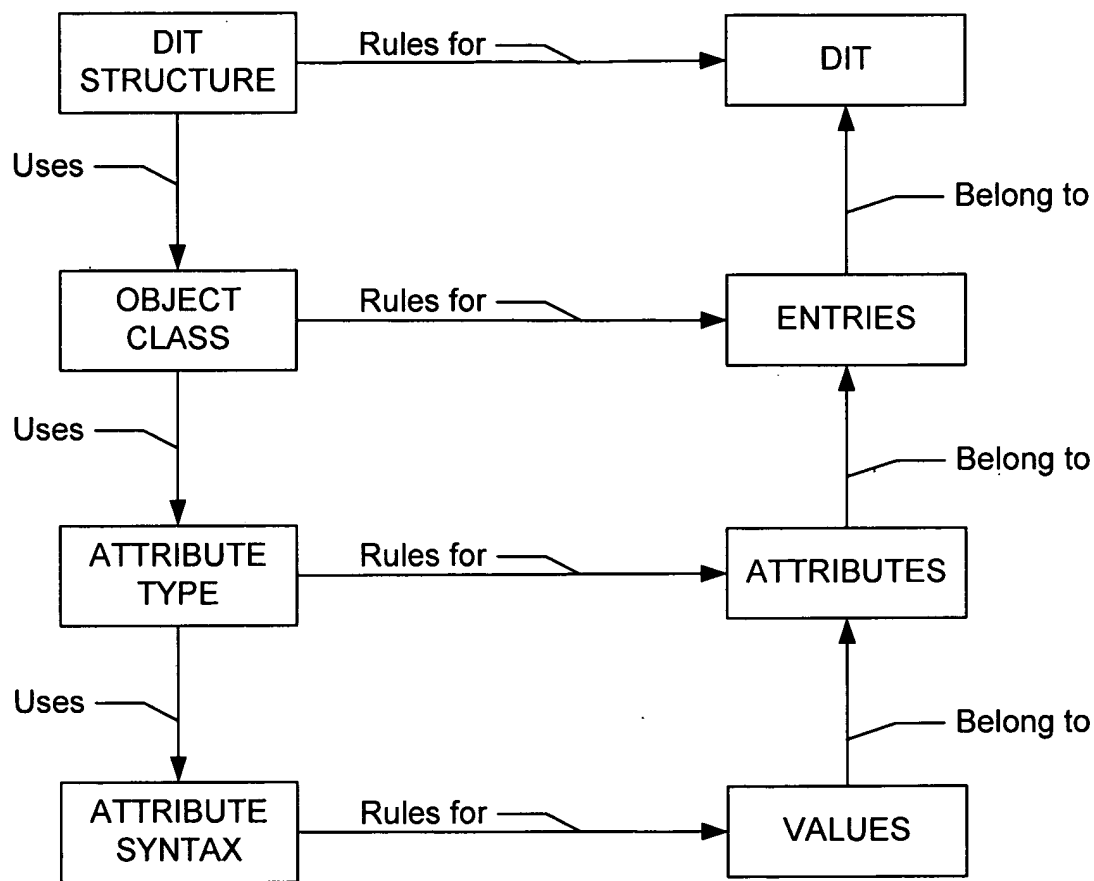 DIT
STRUCTURE
Rules for
DIT
Uses
Belong to
OBJECT
CLASS
Rules for
ENTRIES
Uses
Belong to
ATTRIBUTE
TYPE
Rules for
ATTRIBUTES
Uses
Belong to
ATTRIBUTE
SYNTAX
Rules for
VALUES